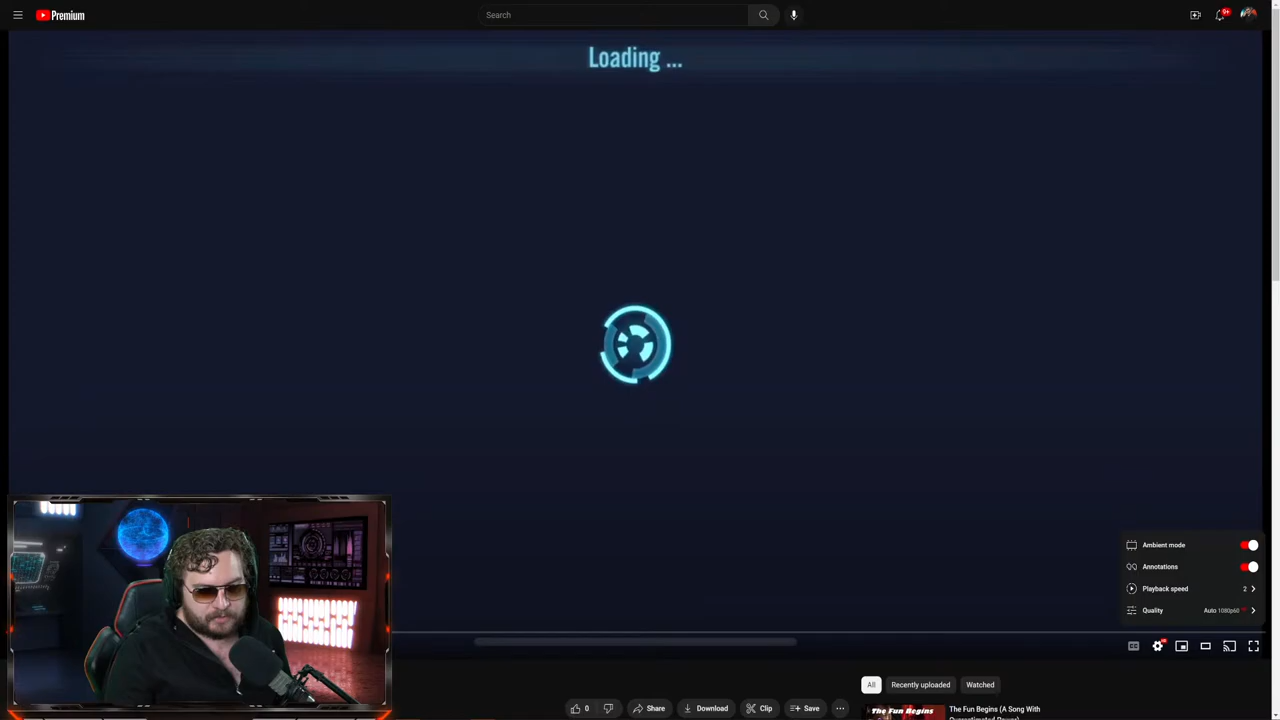 Premium
Search
9+
Loading ...
Ambient mode
Annotations
Playback speed 2
Quality Auto 1080p60
All Recently uploaded Watched
0 Share Download Clip Save ...
The Fun Begins
The Fun Begins (A Song With